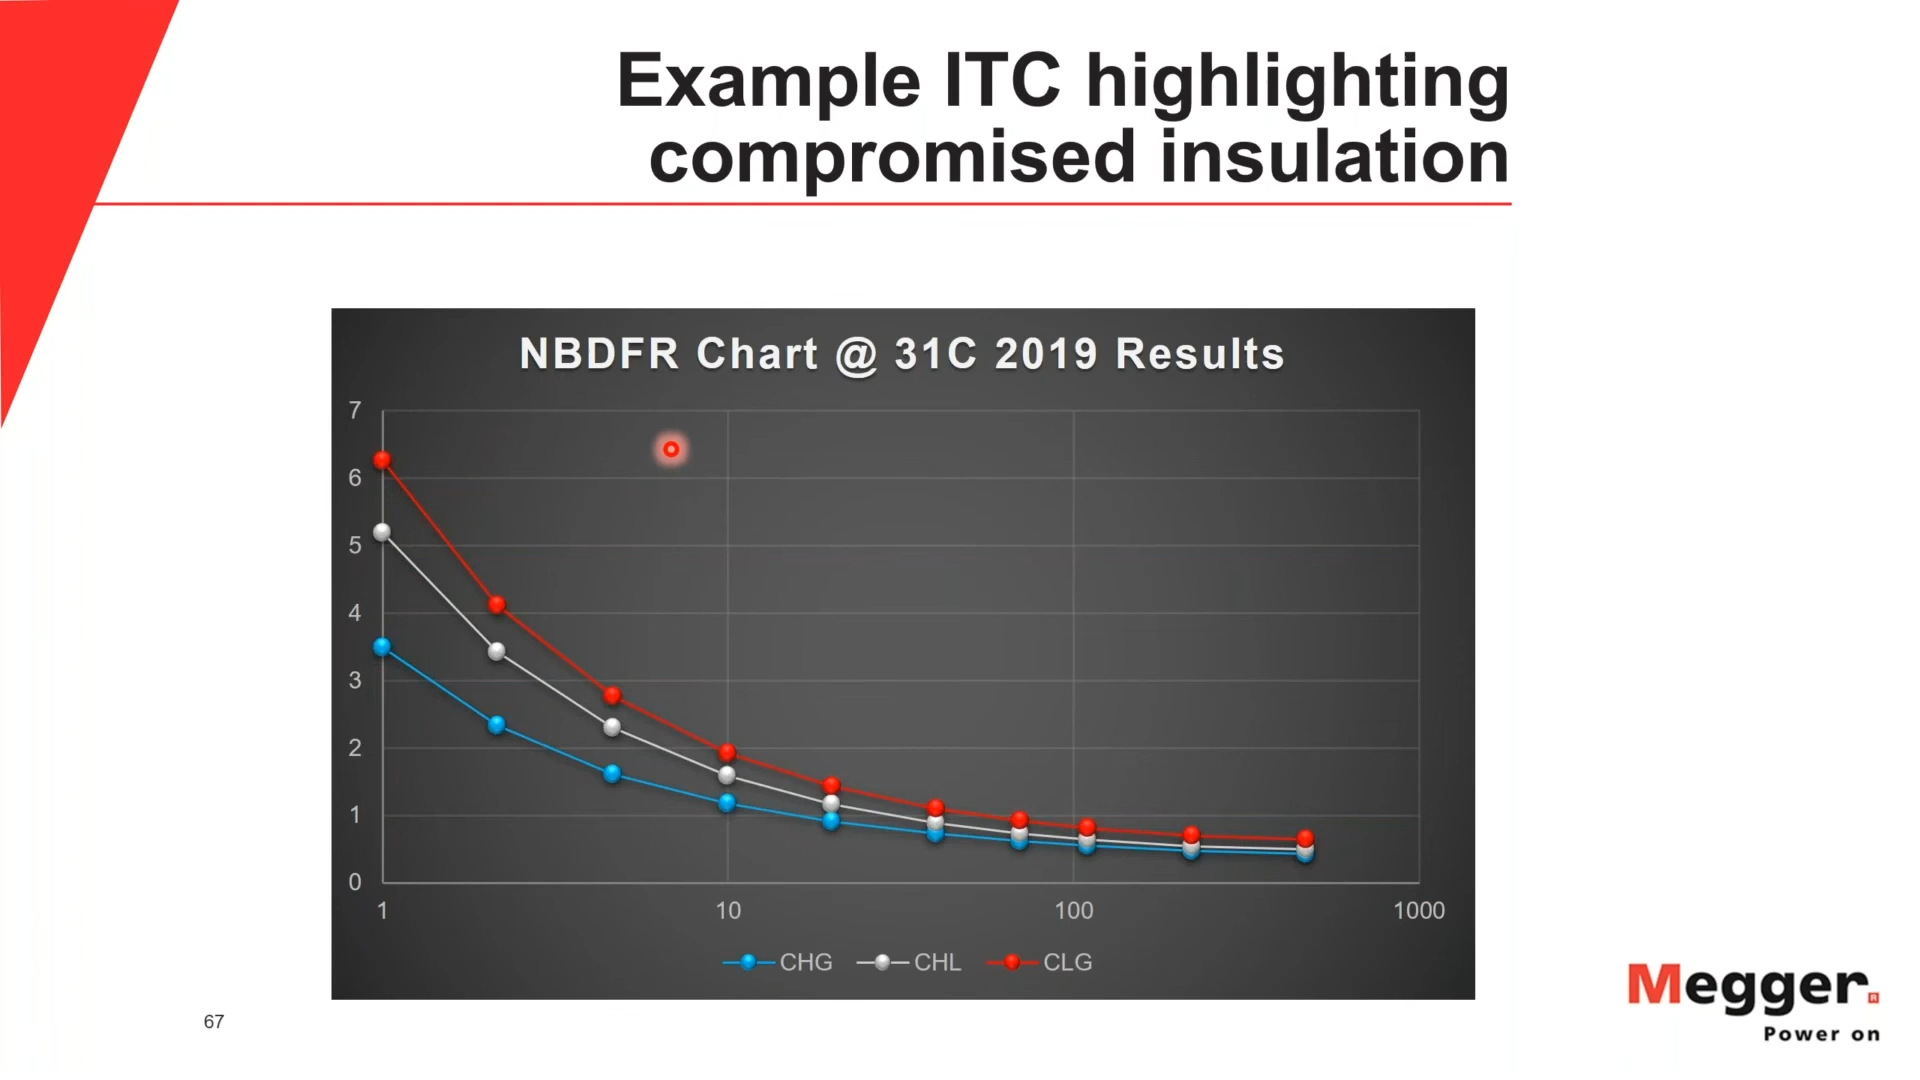 Example ITC highlighting
compromised insulation
NBDFR Chart @ 31C 2019 Results
7
6
5
4
3
2
1
0
1 10 100 1000
CHG CHL CLG
67
Megger.
Power on